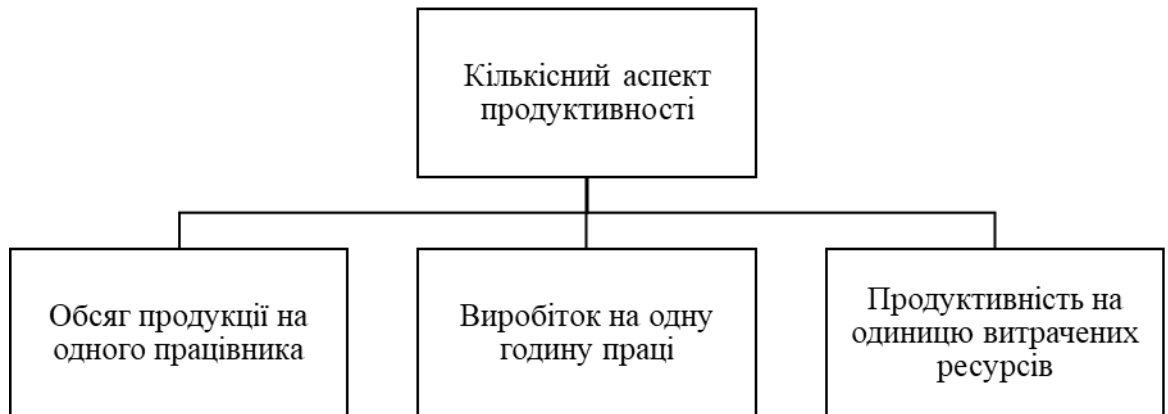 Кількісний аспект
продуктивності
Обсяг продукції на
одного працівника
Виробіток на одну
годину праці
Продуктивність на
одиницю витрачених
ресурсів